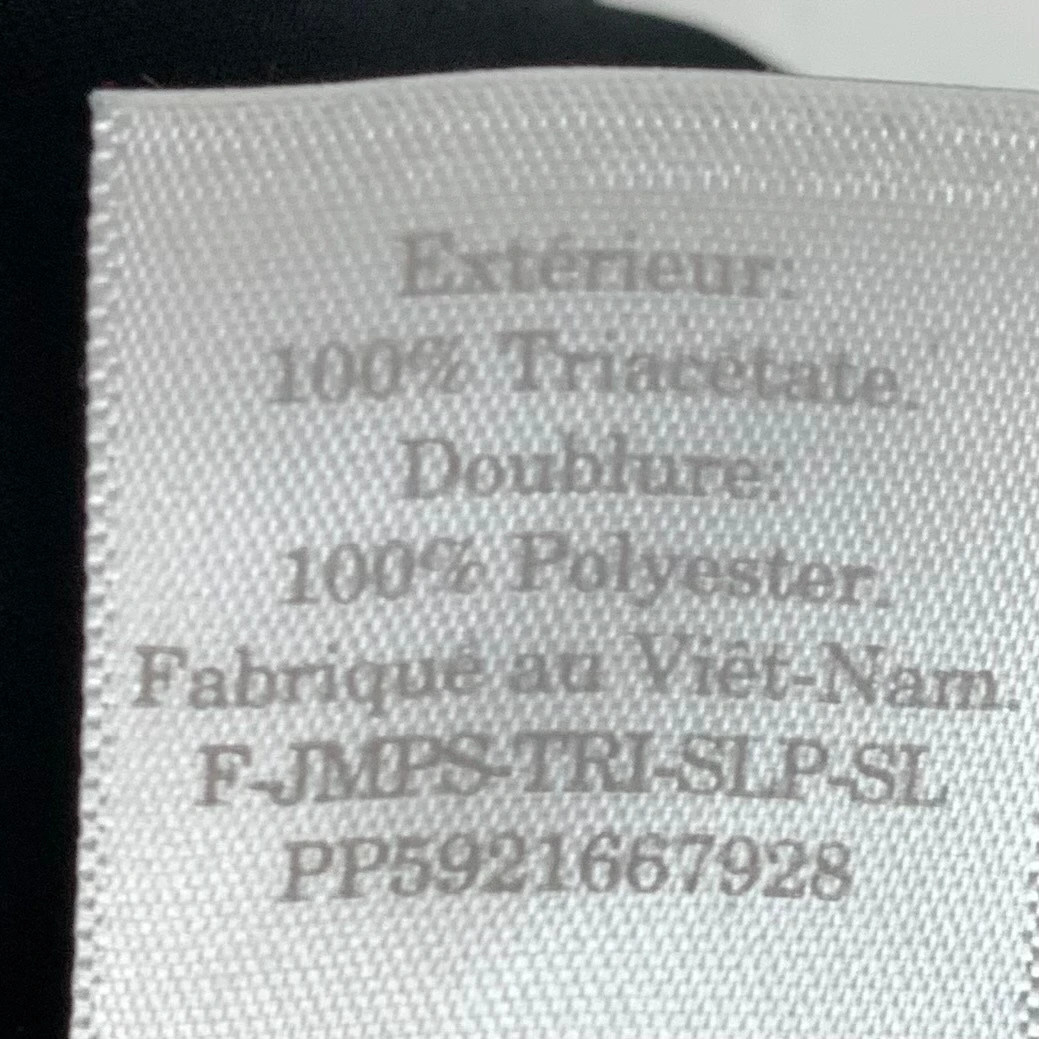 Extérieur:
100% Triacétate.
Doublure:
100% Polyester.
Fabriqué au Viêt-Nam.
F-JMPS-TRI-SLP-SL
PP5921667928